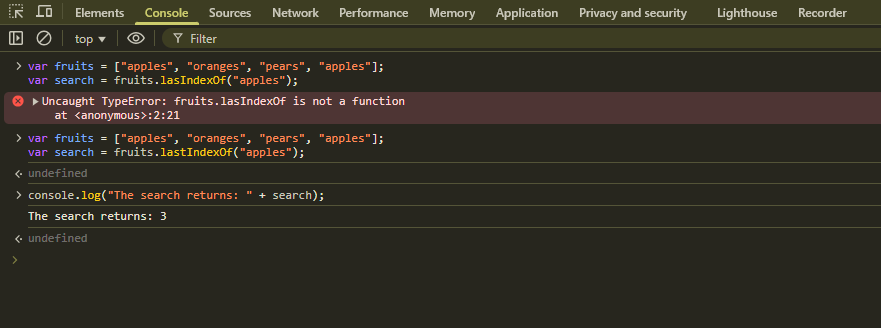 Elements Console Sources Network Performance Memory Application Privacy and security Lighthouse Recorder
top Filter
var fruits = ["apples", "oranges", "pears", "apples"];
var search = fruits.lasIndexOf("apples");
Uncaught TypeError: fruits.lasIndexOf is not a function
at <anonymous>:2:21
var fruits = ["apples", "oranges", "pears", "apples"];
var search = fruits.lastIndexOf("apples");
undefined
console.log("The search returns: " + search);
The search returns: 3
undefined